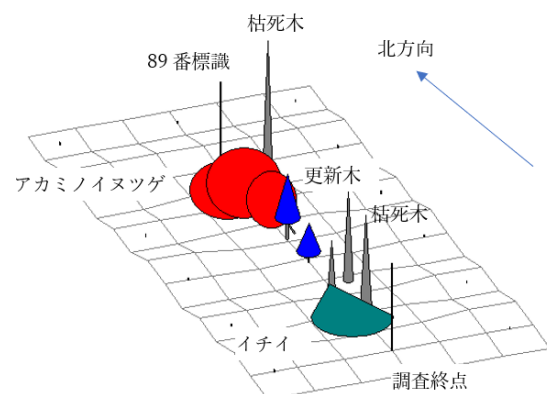 枯死木
北方向
89 番標識
アカミノイヌツゲ
更新木
枯死木
イチイ
調査終点